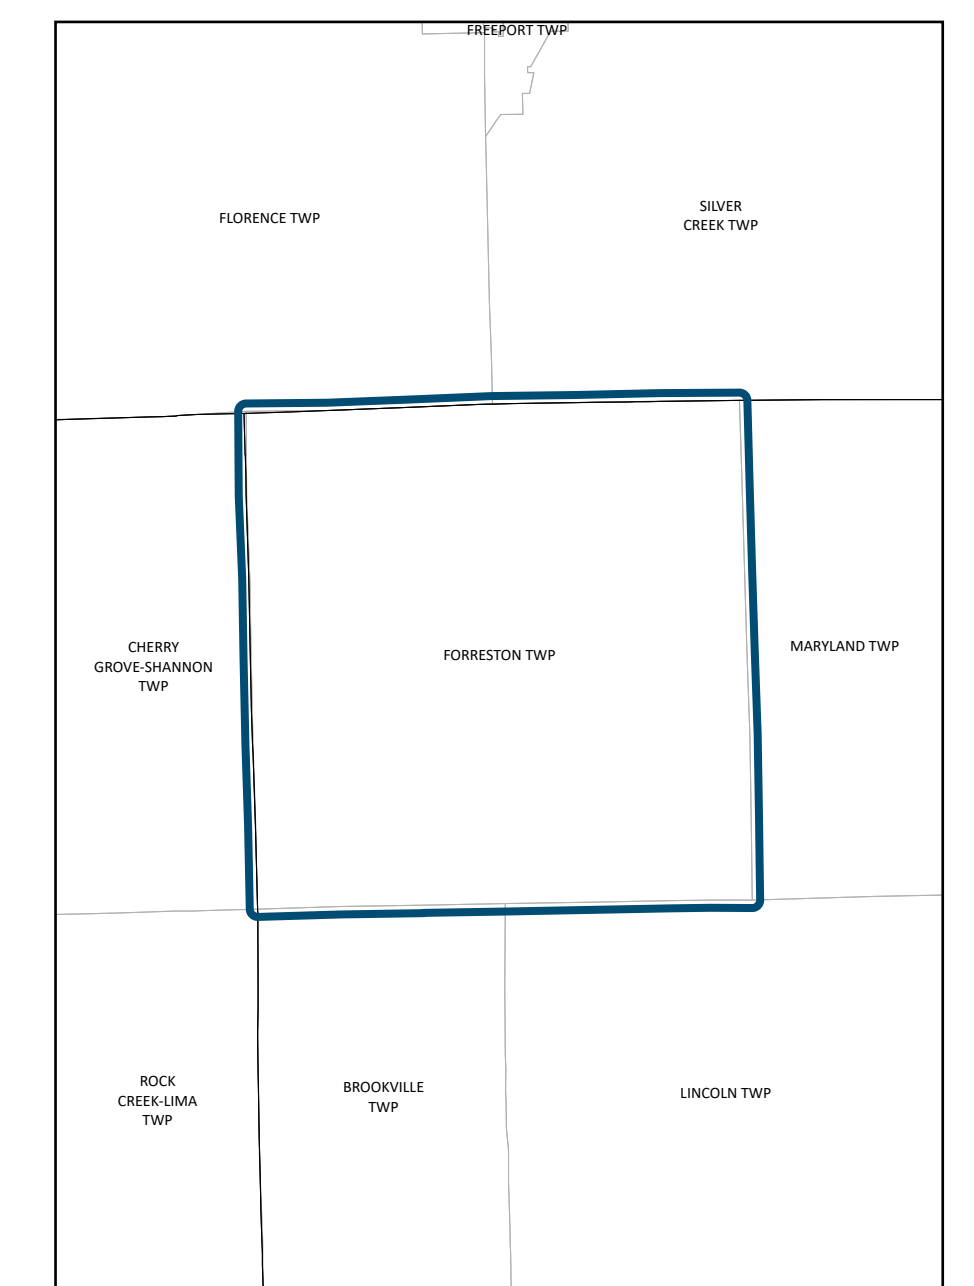 FREEPORT TWP
FLORENCE TWP
SILVER
CREEK TWP
CHERRY
GROVE-SHANNON
TWP
FORRESTON TWP
MARYLAND TWP
ROCK
CREEK-LIMA
TWP
BROOKVILLE
TWP
LINCOLN TWP